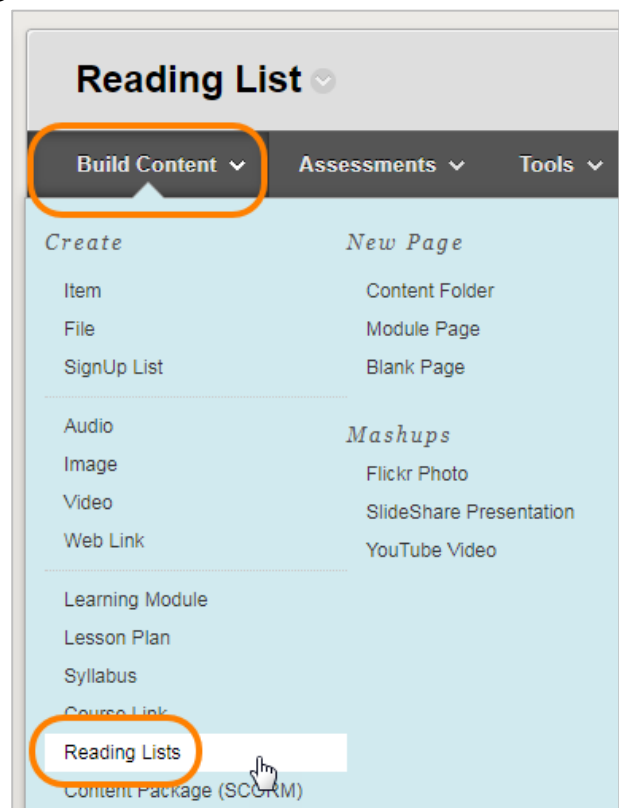 Reading List
Build Content
Assessments
Tools
Create
Item
File
SignUp List
Audio
Image
Video
Web Link
Learning Module
Lesson Plan
Syllabus
Course Link
Reading Lists
Content Package (SCORM)
New Page
Content Folder
Module Page
Blank Page
Mashups
Flickr Photo
SlideShare Presentation
YouTube Video